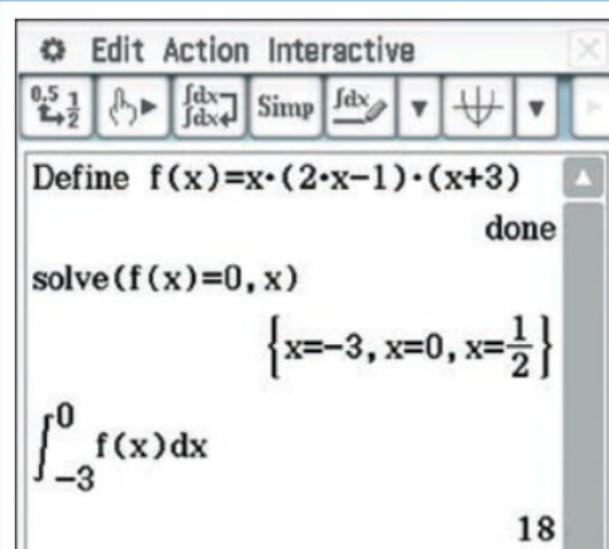 Edit Action Interactive
0.5 1/2 ∫dx ∫dx Simp ∫dx
Define f(x)=x·(2·x-1)·(x+3)
done
solve(f(x)=0,x)
{x=-3, x=0, x=1/2}
∫_{-3}^{0} f(x)dx
18